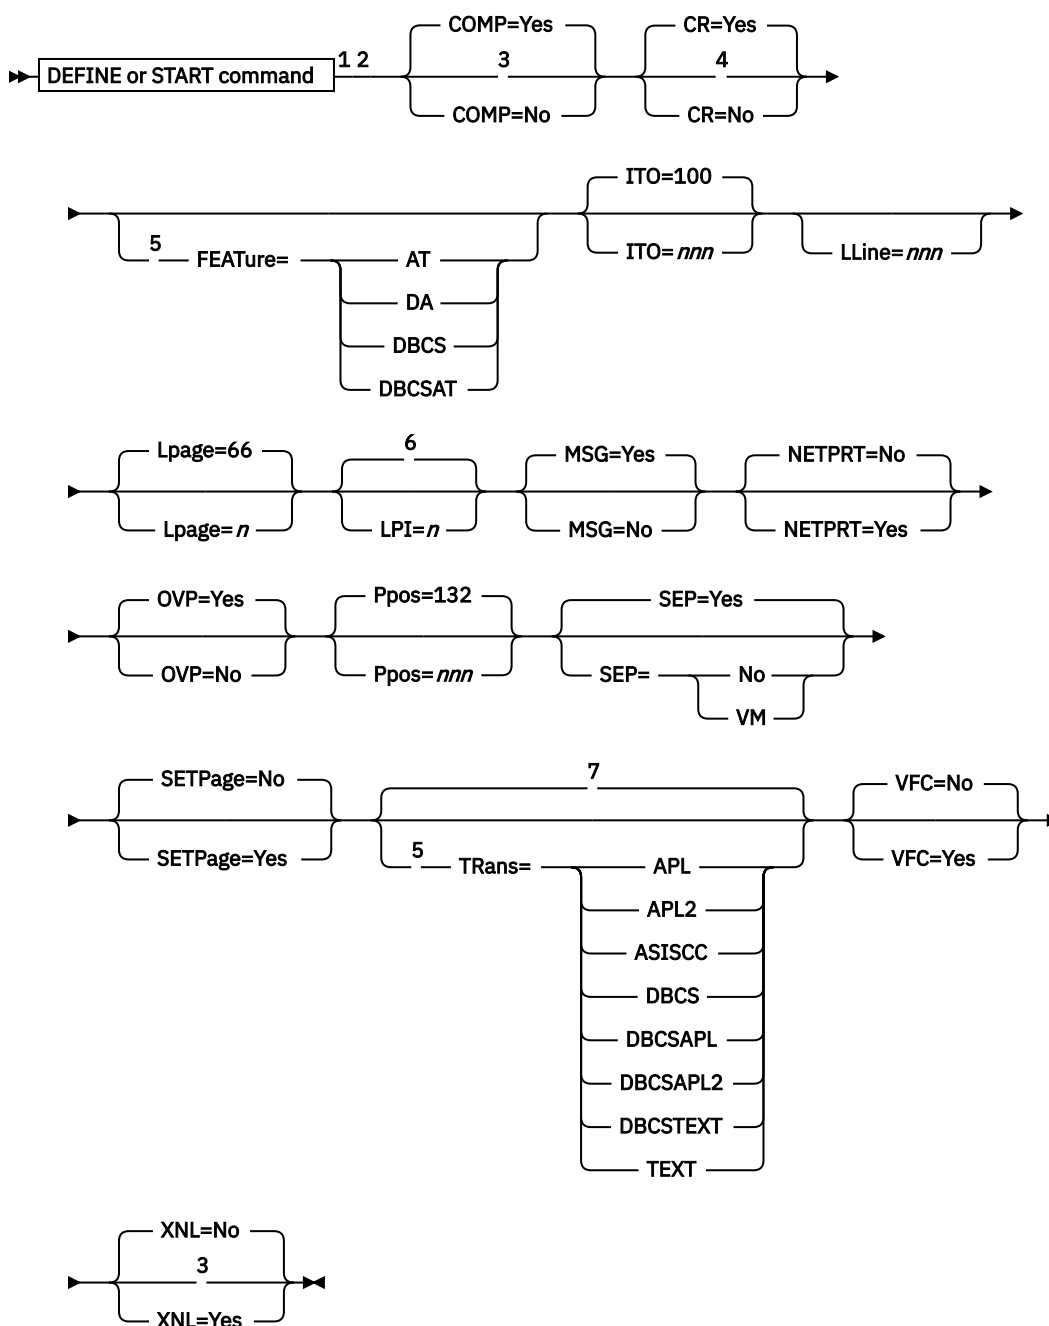 COMP=Yes
CR=Yes
DEFINE or START command
1 2
3
4
COMP=No
CR=No
ITO=100
5
FEATure=
AT
ITO=nnn
LLine=nnn
DA
DBCS
DBCSAT
Lpage=66
6
MSG=Yes
NETPRT=No
Lpage=n
LPI=n
MSG=No
NETPRT=Yes
OVP=Yes
Ppos=132
SEP=Yes
OVP=No
Ppos=nnn
SEP=
No
VM
SETPage=No
7
VFC=No
SETPage=Yes
5
TRans=
APL
VFC=Yes
APL2
ASISCC
DBCS
DBCSAPL
DBCSAPL2
DBCSTEXT
TEXT
XNL=No
3
XNL=Yes